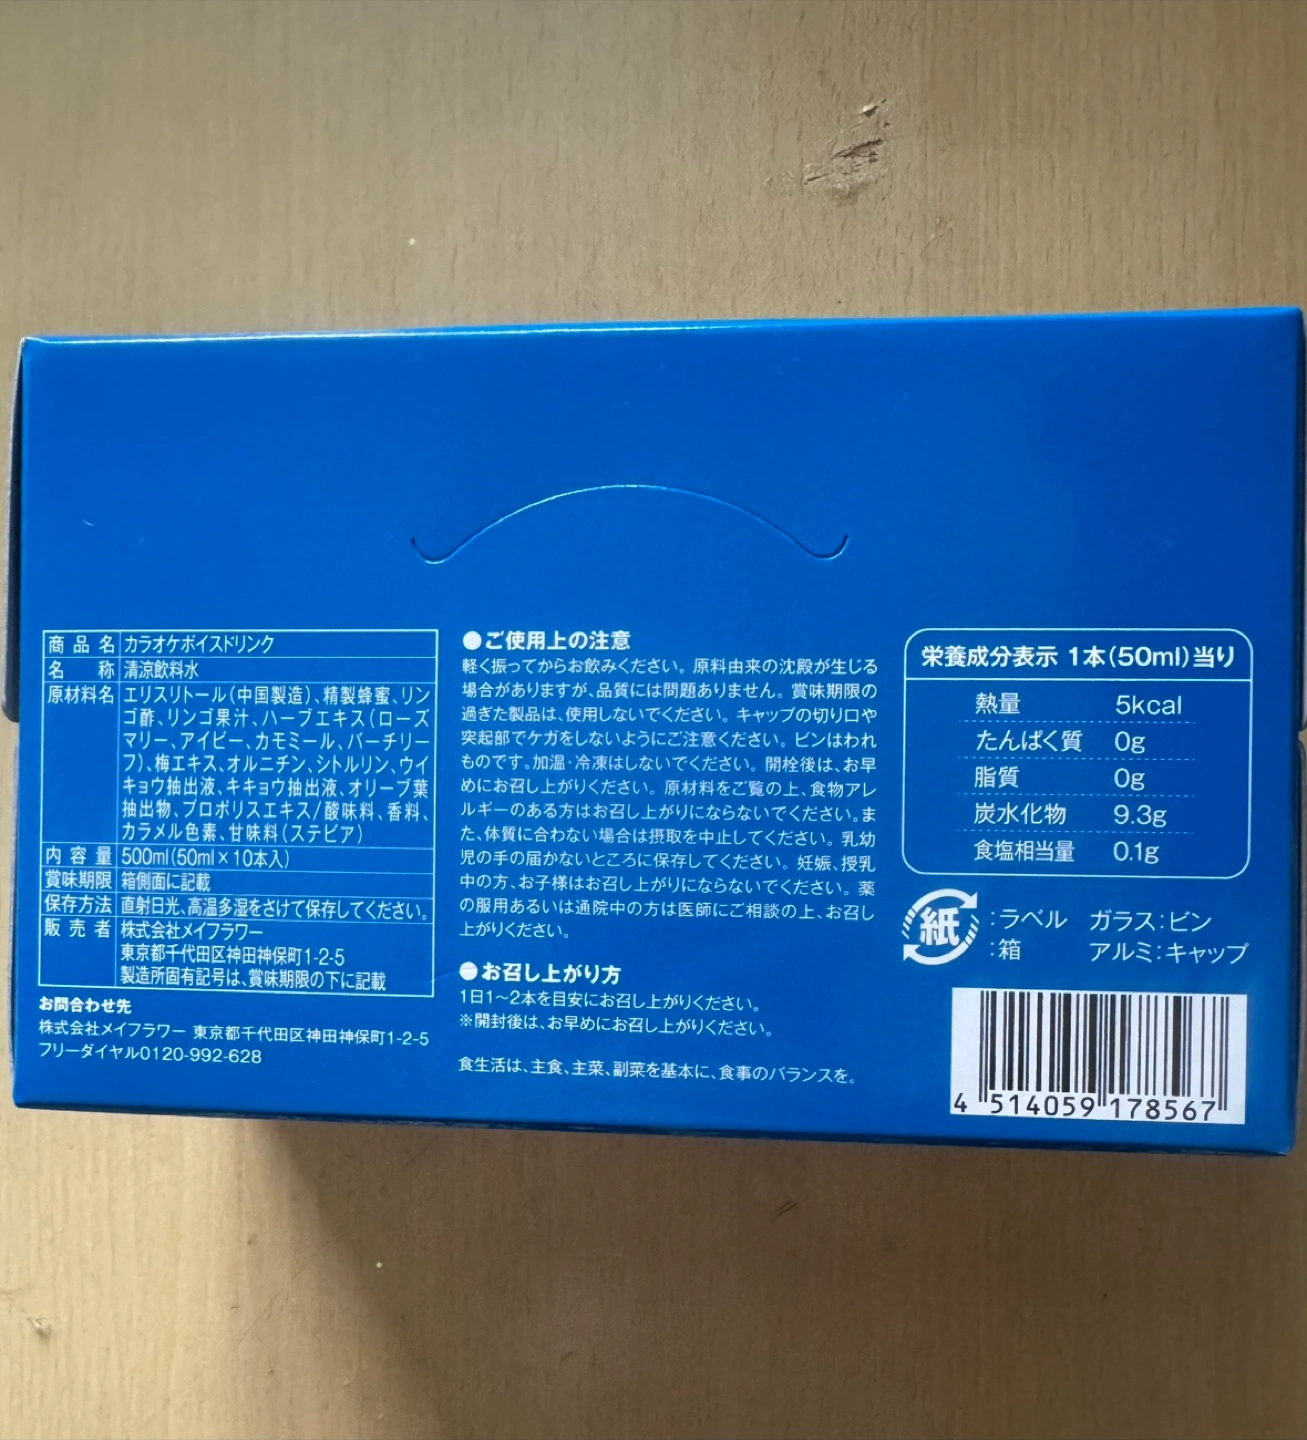 商品名 カラオケボイスドリンク
名称 清涼飲料水
原材料名 エリスリトール(中国製造)、精製蜂蜜、リン
ゴ酢、リンゴ果汁、ハーブエキス(ローズ
マリー、アイビー、カモミール、バーチリー
フ)、梅エキス、オルニチン、シトルリン、ウイ
キョウ抽出液、キキョウ抽出液、オリーブ葉
抽出物、プロポリスエキス/酸味料、香料、
カラメル色素、甘味料(ステビア)
内容量 500ml(50ml×10本入)
賞味期限 箱側面に記載
保存方法 直射日光、高温多湿をさけて保存してください。
販売者 株式会社メイフラワー
東京都千代田区神田神保町1-2-5
製造所固有記号は、賞味期限の下に記載
お問合わせ先
株式会社メイフラワー 東京都千代田区神田神保町1-2-5
フリーダイヤル0120-992-628
●ご使用上の注意
軽く振ってからお飲みください。原料由来の沈殿が生じる
場合がありますが、品質には問題ありません。賞味期限の
過ぎた製品は、使用しないでください。キャップの切り口や
突起部でケガをしないようにご注意ください。ビンはわれ
ものです。加温・冷凍はしないでください。開栓後は、お早
めにお召し上がりください。原材料をご覧の上、食物アレ
ルギーのある方はお召し上がりにならないでください。ま
た、体質に合わない場合は摂取を中止してください。乳幼
児の手の届かないところに保存してください。妊娠、授乳
中の方、お子様はお召し上がりにならないでください。薬
の服用あるいは通院中の方は医師にご相談の上、お召し
上がりください。
●お召し上がり方
1日1〜2本を目安にお召し上がりください。
※開封後は、お早めにお召し上がりください。
食生活は、主食、主菜、副菜を基本に、食事のバランスを。
栄養成分表示 1本(50ml)当り
熱量 5kcal
たんぱく質 0g
脂質 0g
炭水化物 9.3g
食塩相当量 0.1g
紙 :ラベル ガラス:ビン
:箱 アルミ:キャップ
4 514059 178567